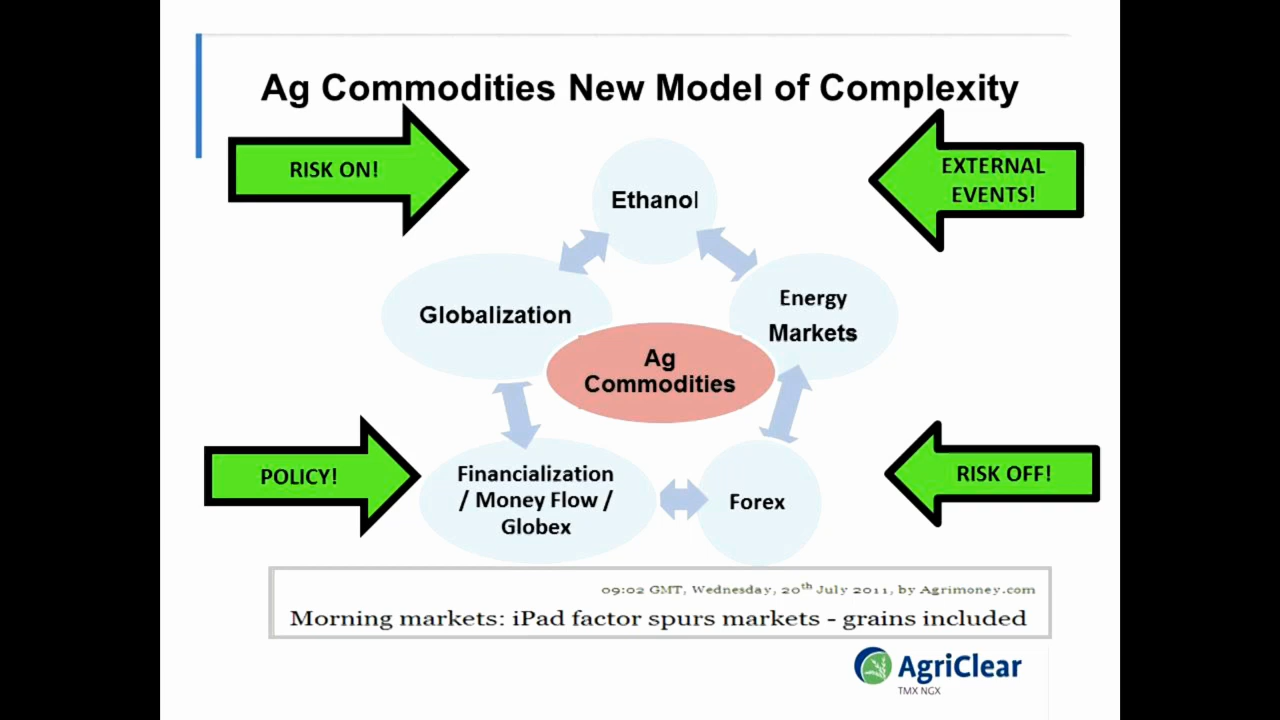 Ag Commodities New Model of Complexity
RISK ON!
EXTERNAL
EVENTS!
Ethanol
Globalization
Energy
Markets
Ag
Commodities
POLICY!
Financialization
/ Money Flow /
Globex
Forex
RISK OFF!
09:02 GMT, Wednesday, 20th July 2011, by Agrimoney.com
Morning markets: iPad factor spurs markets - grains included
AgriClear
TMX NGX